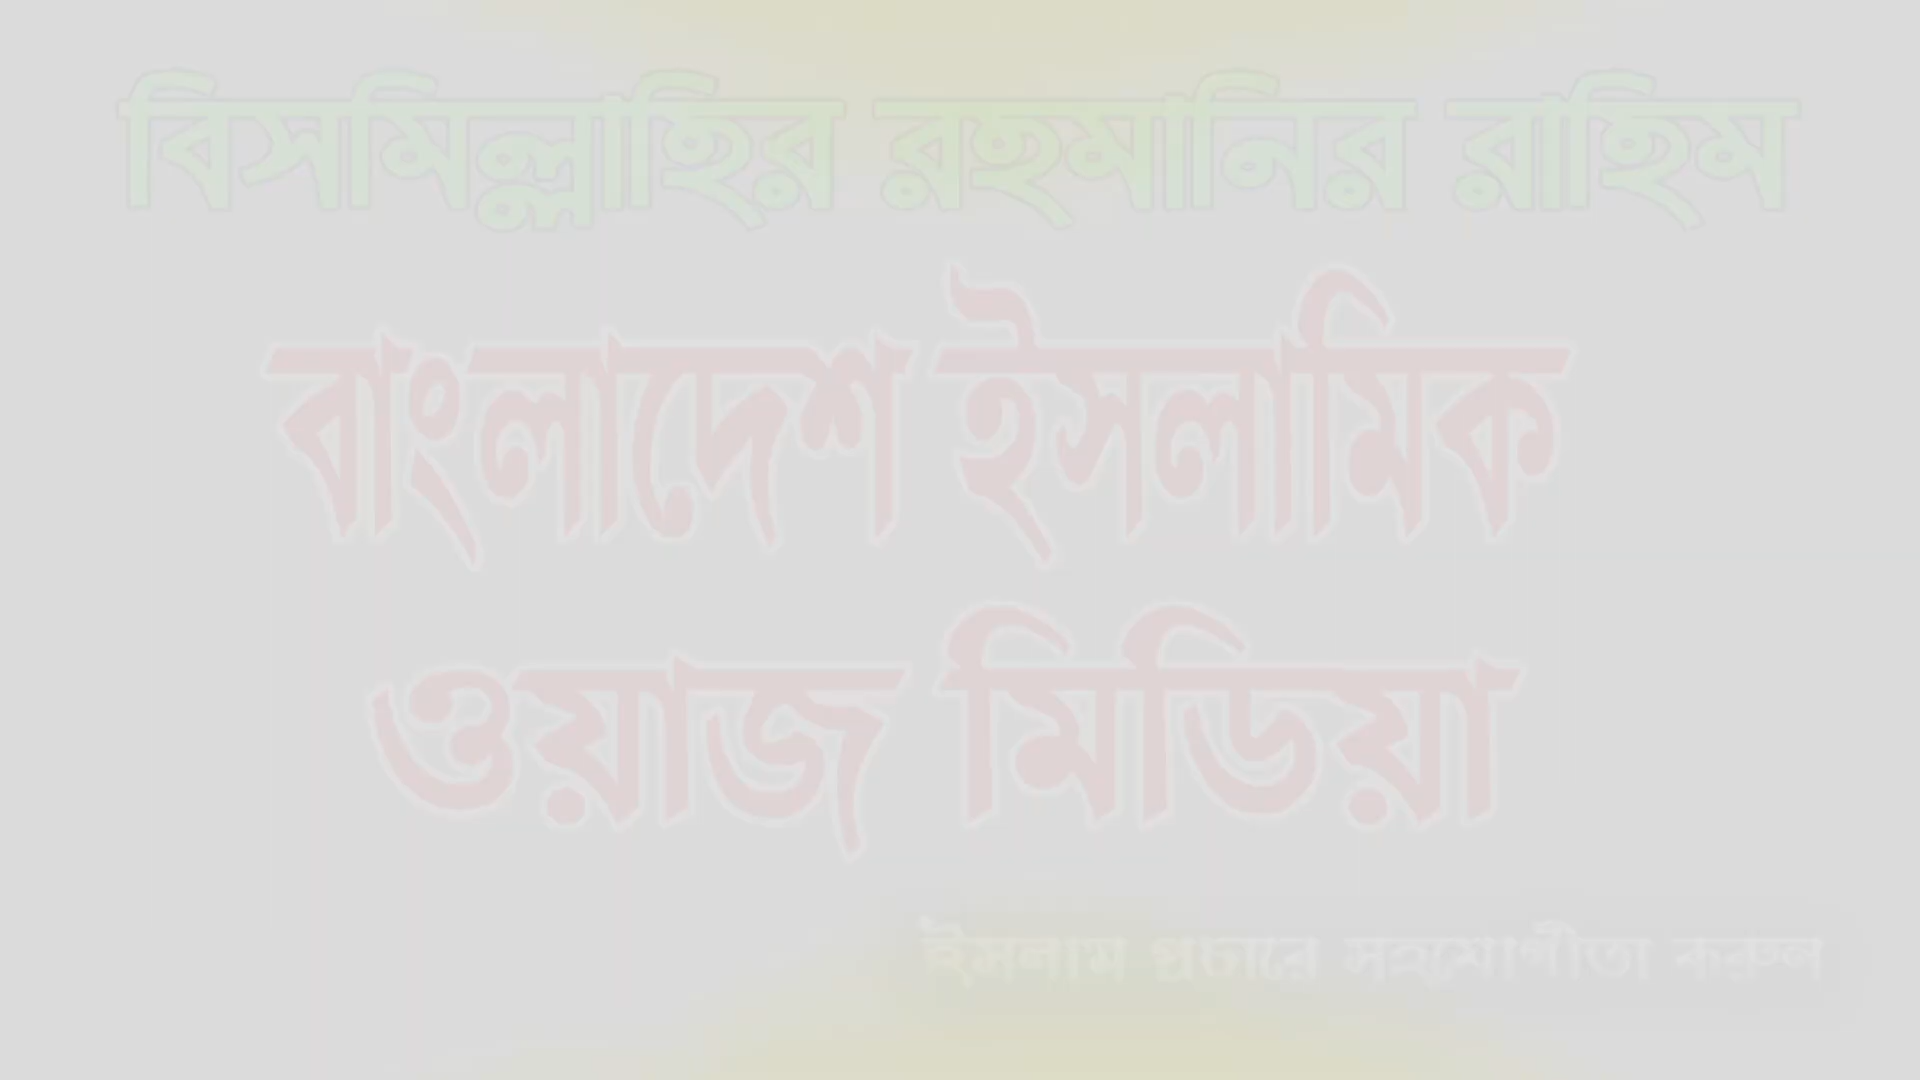 বিসমিল্লাহির রহমানির রাহিম
বাংলাদেশ ইসলামিক
ওয়াজ মিডিয়া
ইসলাম প্রচারে সহযোগীতা করুন